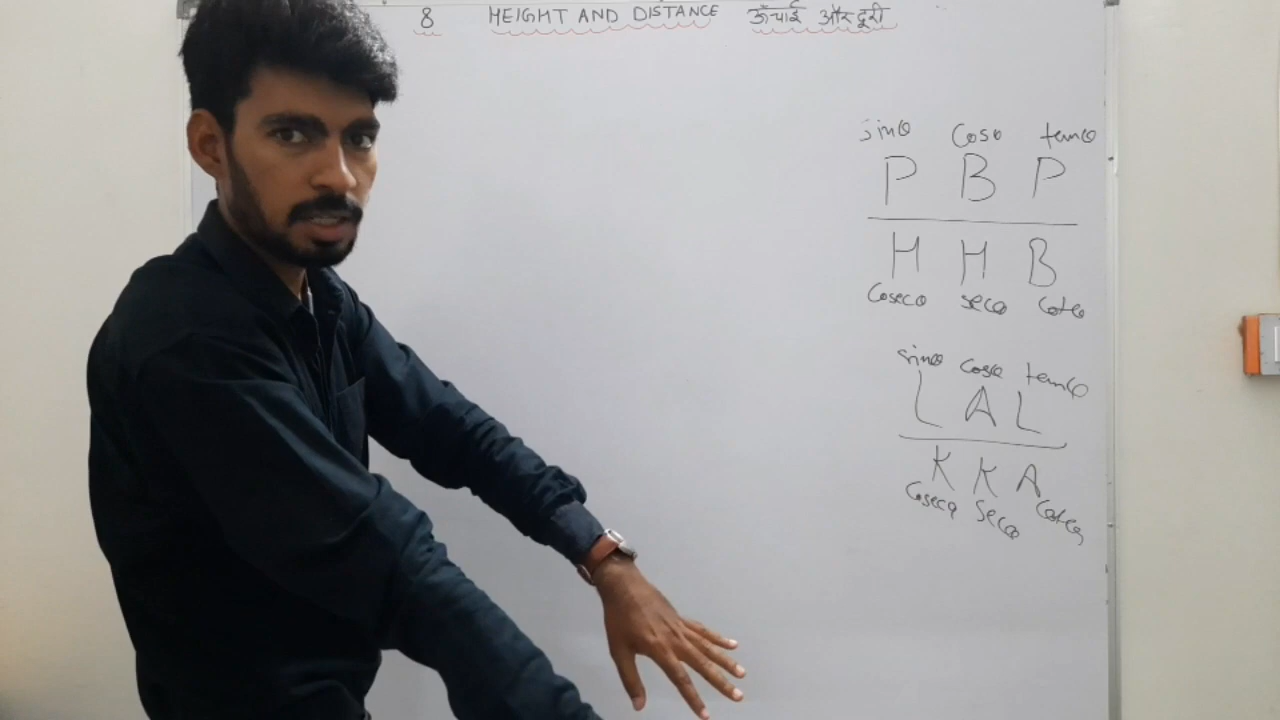 8 HEIGHT AND DISTANCE ऊँचाई और दूरी
sinθ cosθ tanθ
P B P
H H B
cosecθ secθ cotθ
sinθ cosθ tanθ
L A L
K K A
cosecθ secθ cotθ